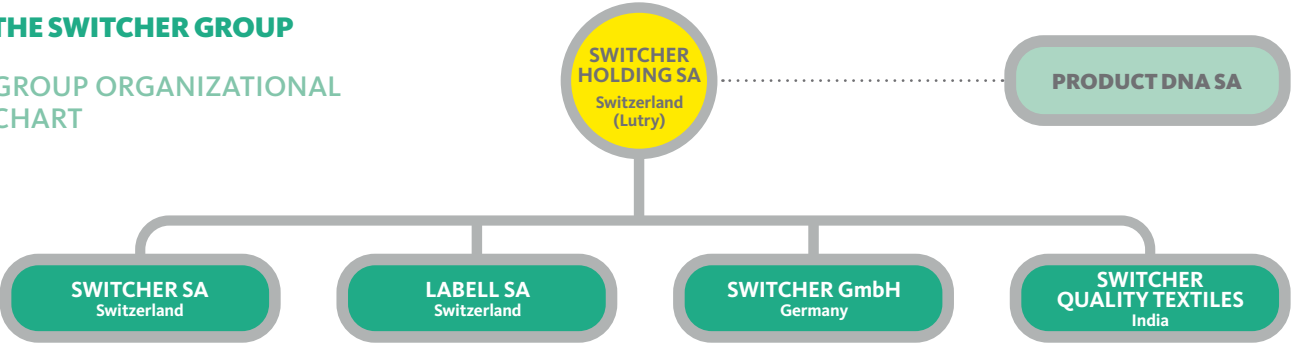 THE SWITCHER GROUP
GROUP ORGANIZATIONAL
CHART
SWITCHER
HOLDING SA
Switzerland
(Lutry)
PRODUCT DNA SA
SWITCHER SA
Switzerland
LABELL SA
Switzerland
SWITCHER GmbH
Germany
SWITCHER
QUALITY TEXTILES
India